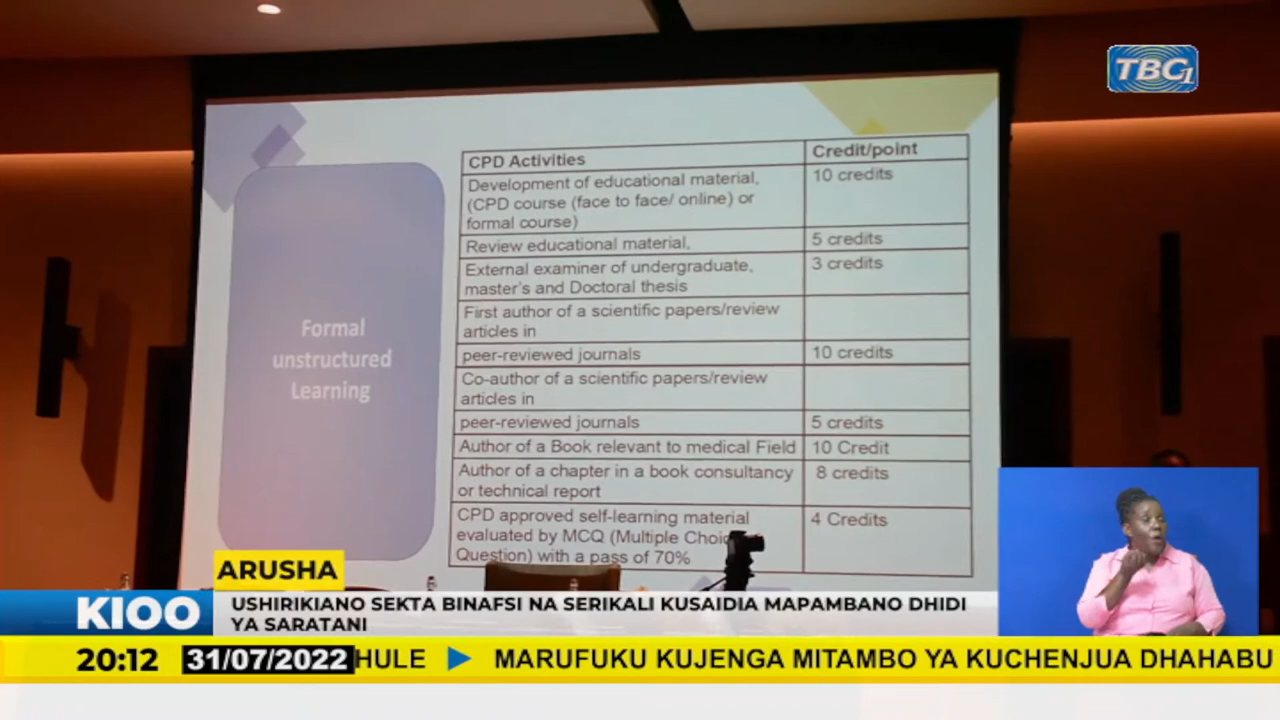 TBC1
CPD Activities
Credit/point
Development of educational material,
(CPD course (face to face/ online) or
formal course)
10 credits
Review educational material,
5 credits
External examiner of undergraduate,
master's and Doctoral thesis
3 credits
First author of a scientific papers/review
articles in
peer-reviewed journals
10 credits
Co-author of a scientific papers/review
articles in
peer-reviewed journals
5 credits
Author of a Book relevant to medical Field
10 Credit
Author of a chapter in a book consultancy
or technical report
8 credits
CPD approved self-learning material
evaluated by MCQ (Multiple
Question) with a pass of 70%
4 Credits
Formal
unstructured
Learning
ARUSHA
KIOO
USHIRIKIANO SEKTA BINAFSI NA SERIKALI KUSAIDIA MAPAMBANO DHIDI
YA SARATANI
20:12 31/07/2022 HULE MARUFUKU KUJENGA MITAMBO YA KUCHENJUA DHAHABU